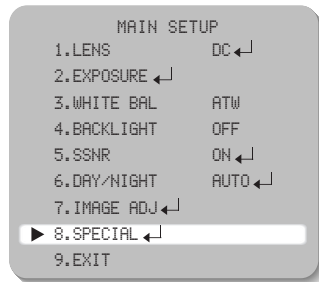 MAIN SETUP
1.LENS DC↵
2.EXPOSURE↵
3.WHITE BAL ATW
4.BACKLIGHT OFF
5.SSNR ON↵
6.DAY/NIGHT AUTO↵
7.IMAGE ADJ↵
▶ 8.SPECIAL↵
9.EXIT